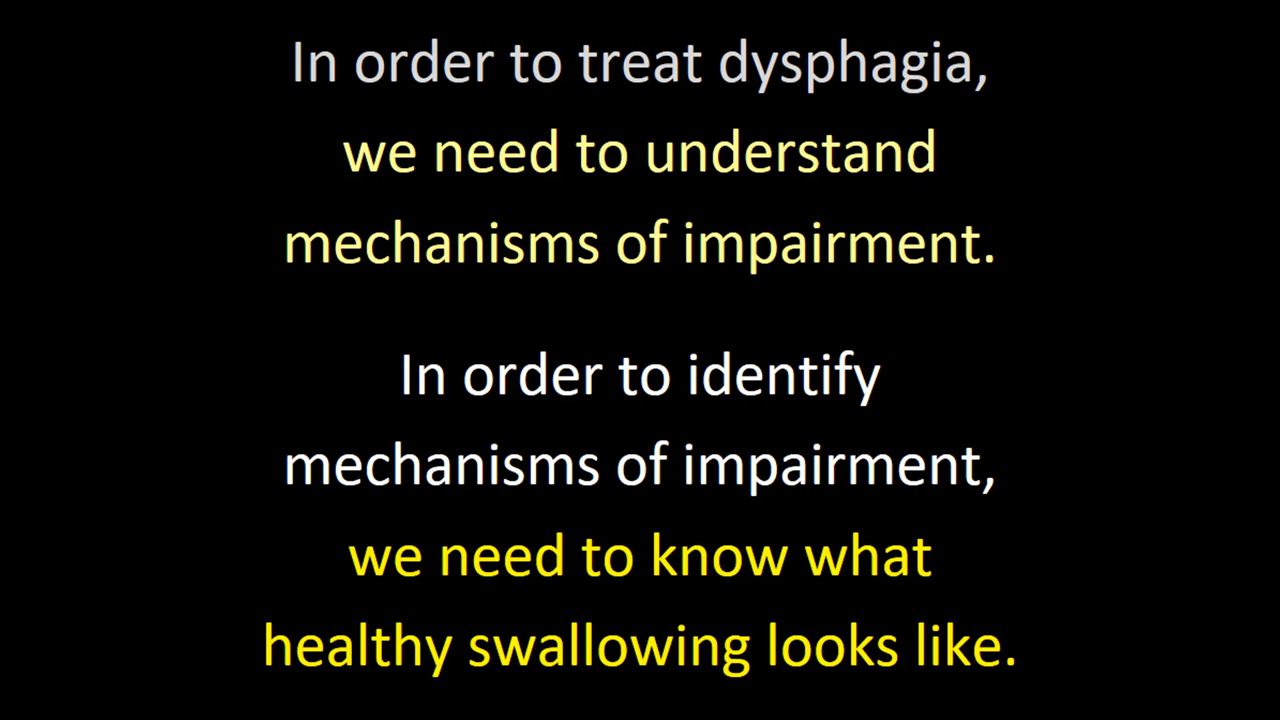 In order to treat dysphagia,
we need to understand
mechanisms of impairment.
In order to identify
mechanisms of impairment,
we need to know what
healthy swallowing looks like.